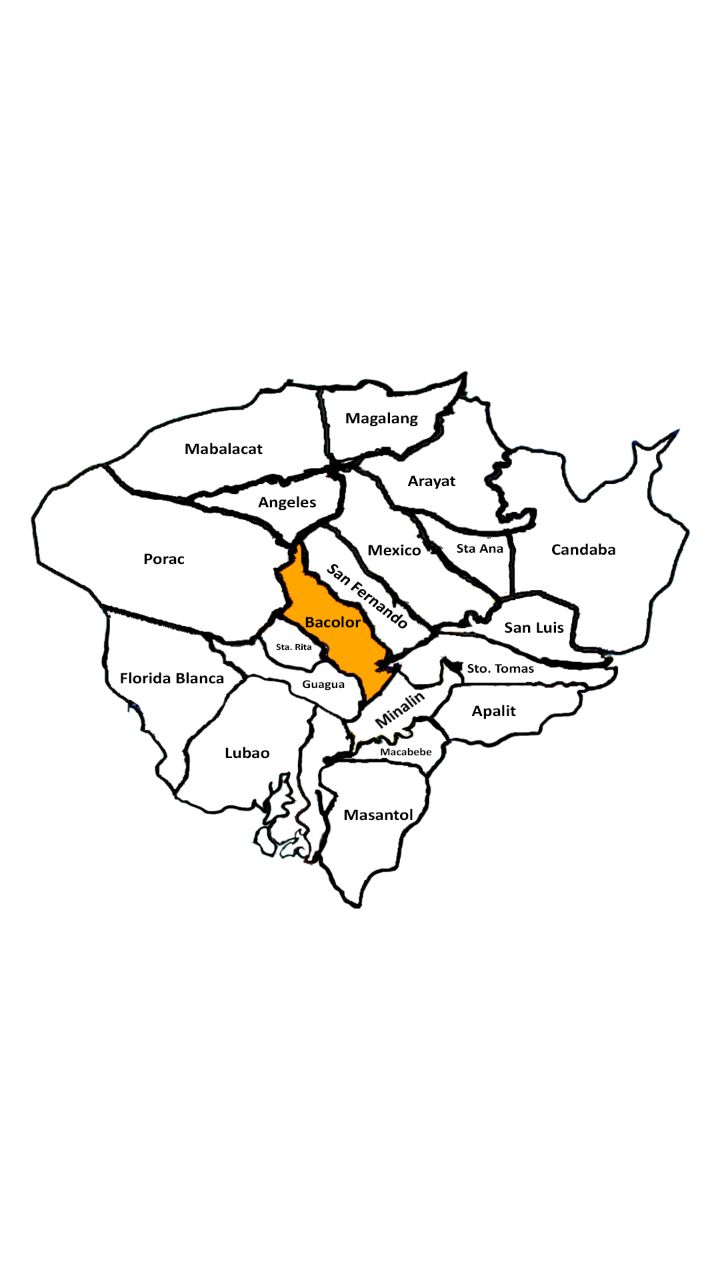 Magalang
Mabalacat
Arayat
Angeles
Mexico
Sta Ana
Candaba
Porac
San Fernando
Bacolor
San Luis
Sta. Rita
Sto. Tomas
Florida Blanca
Guagua
Minalin
Apalit
Lubao
Macabebe
Masantol